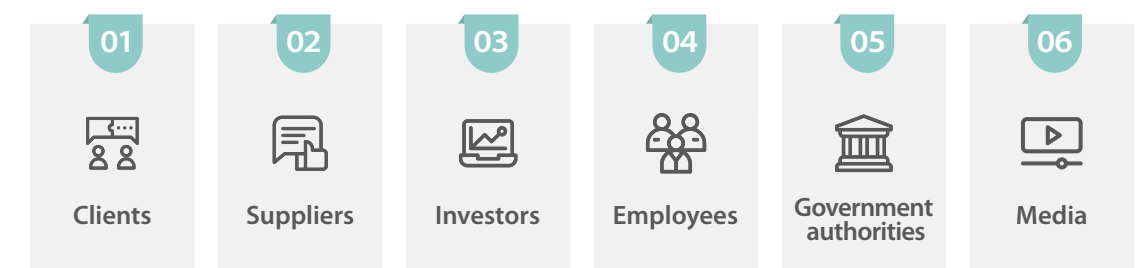 01
Clients
02
Suppliers
03
Investors
04
Employees
05
Government
authorities
06
Media